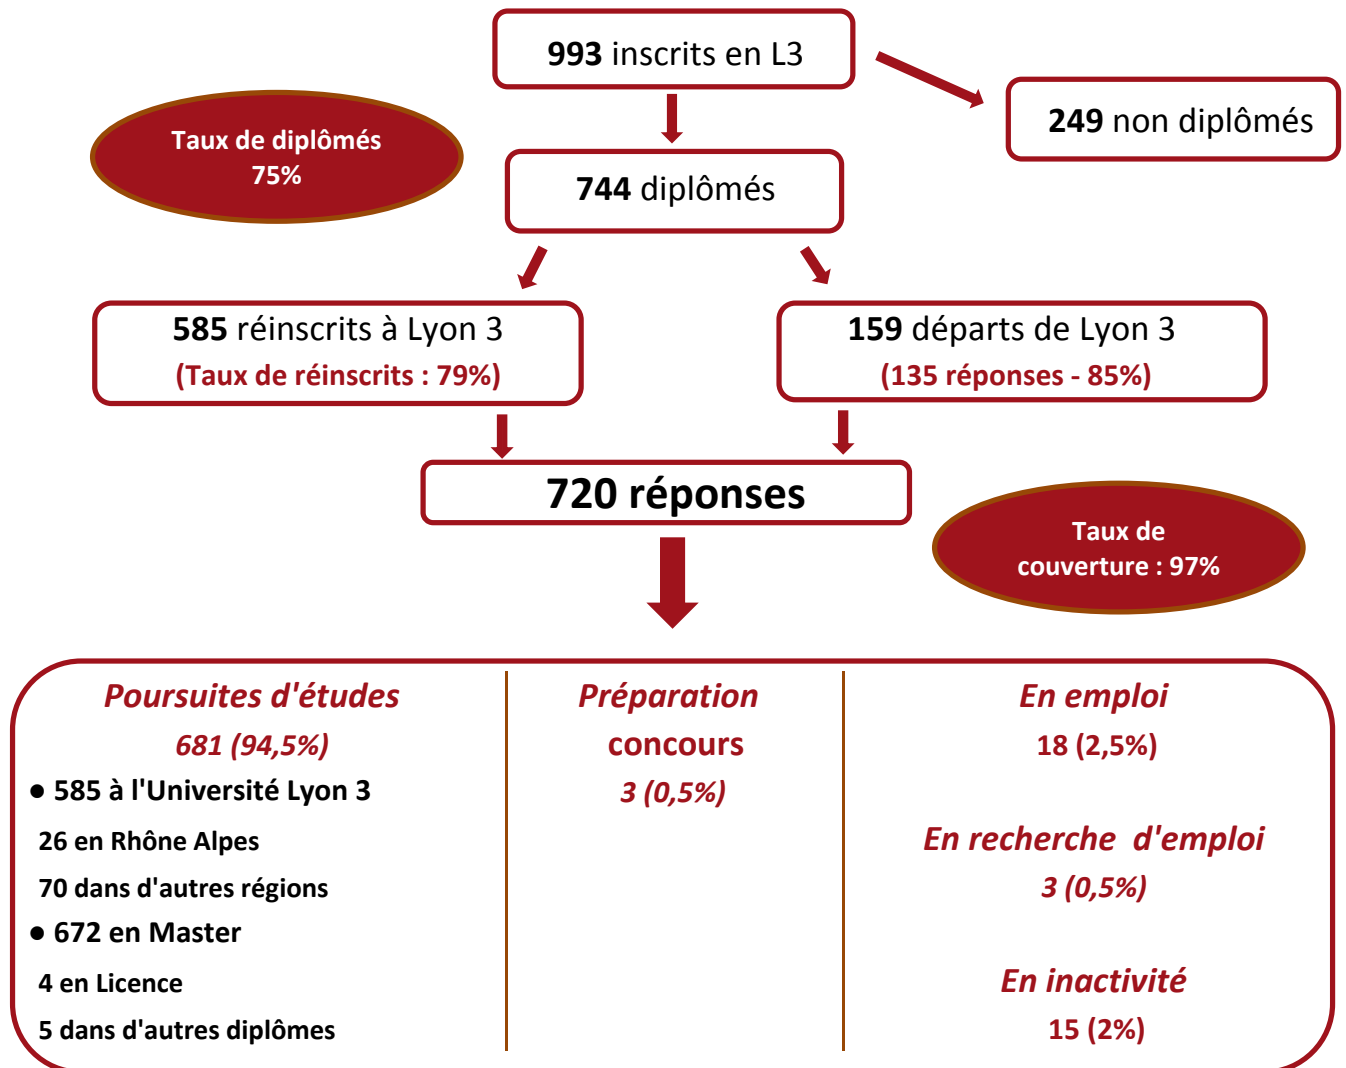 993 inscrits en L3
249 non diplômés
Taux de diplômés
75%
744 diplômés
585 réinscrits à Lyon 3
(Taux de réinscrits : 79%)
159 départs de Lyon 3
(135 réponses - 85%)
720 réponses
Taux de
couverture : 97%
Poursuites d'études
681 (94,5%)
● 585 à l'Université Lyon 3
26 en Rhône Alpes
70 dans d'autres régions
● 672 en Master
4 en Licence
5 dans d'autres diplômes
Préparation
concours
3 (0,5%)
En emploi
18 (2,5%)
En recherche d'emploi
3 (0,5%)
En inactivité
15 (2%)